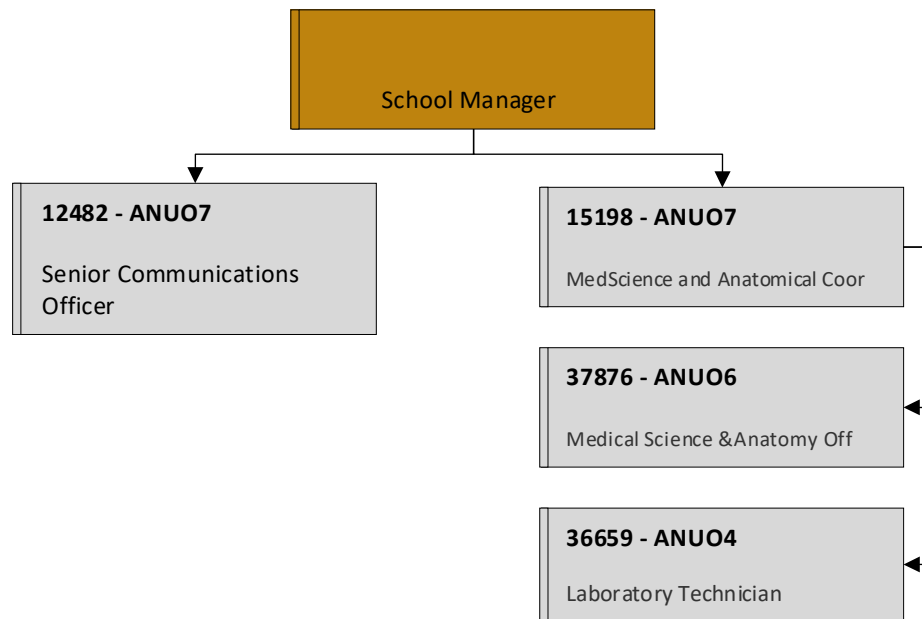 School Manager
12482 - ANUO7
Senior Communications
Officer
15198 - ANUO7
MedScience and Anatomical Coor
37876 - ANUO6
Medical Science &Anatomy Off
36659 - ANUO4
Laboratory Technician